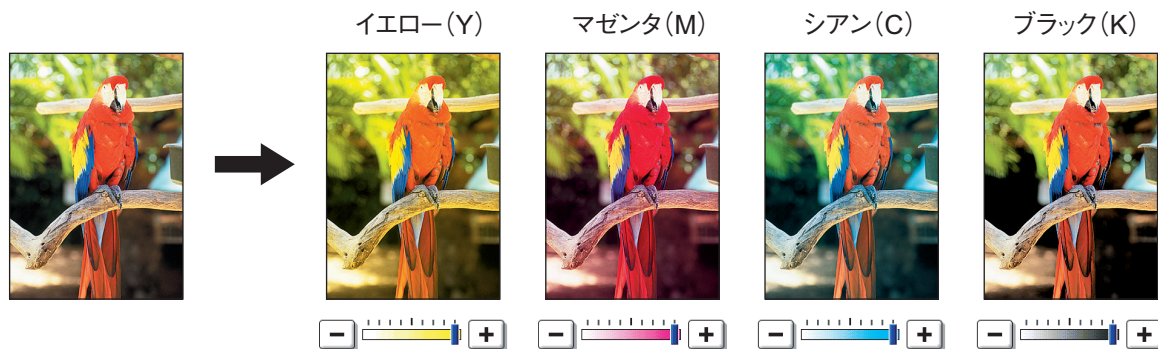 イエロー（Y） マゼンタ（M） シアン（C） ブラック（K）
− + − + − + − +